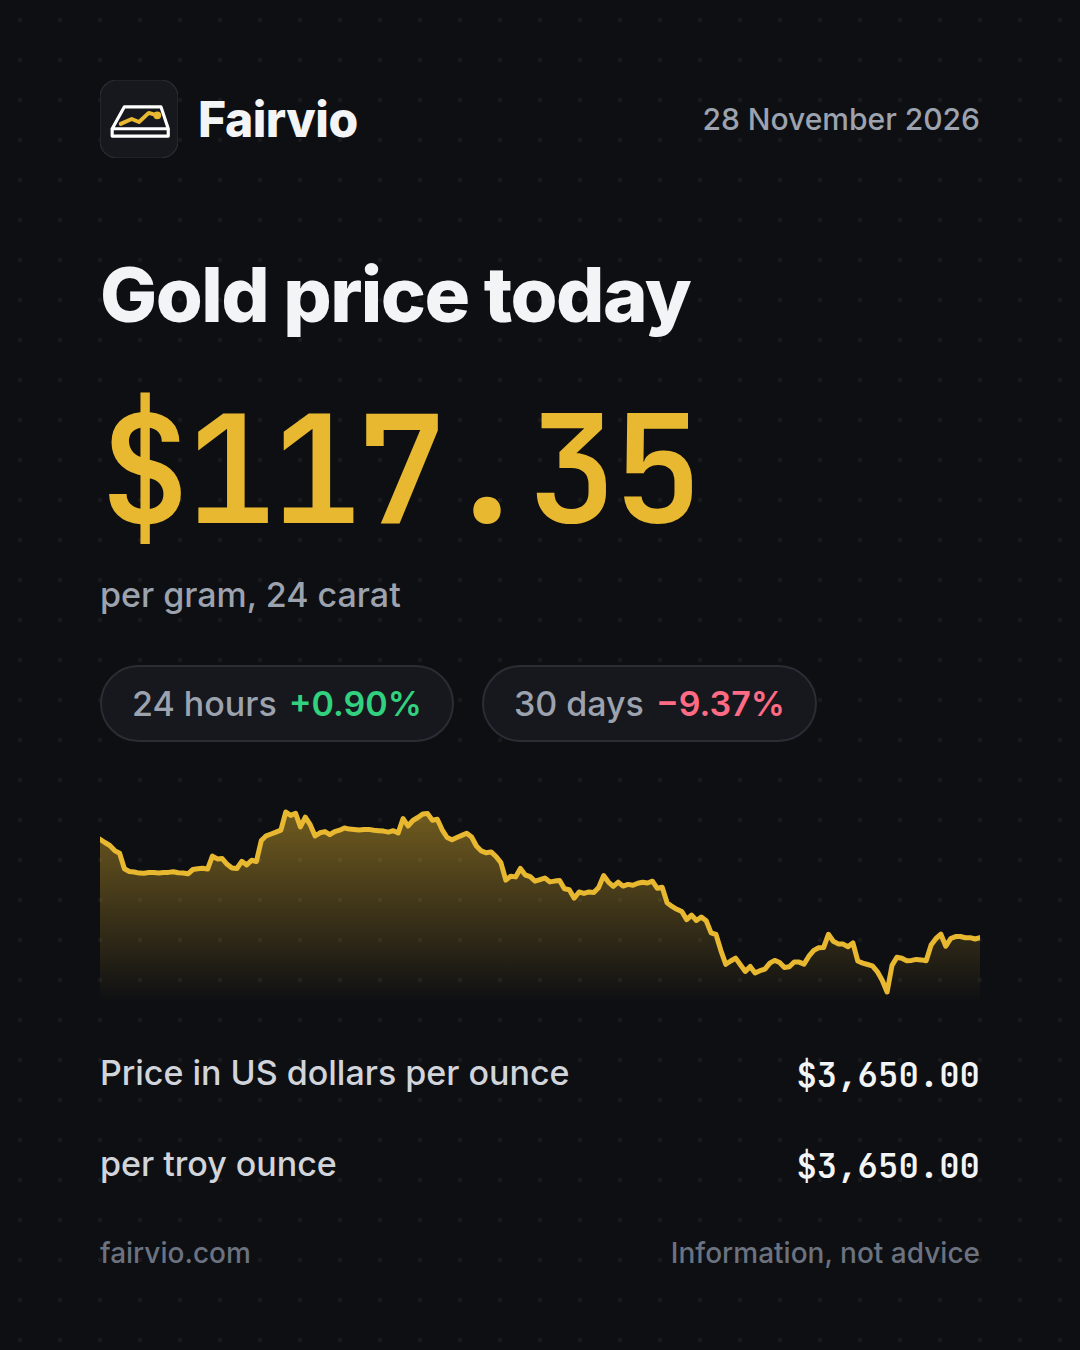 Fairvio
28 November 2026
Gold price today
$117.35
per gram, 24 carat
24 hours +0.90%
30 days −9.37%
Price in US dollars per ounce $3,650.00
per troy ounce $3,650.00
fairvio.com
Information, not advice